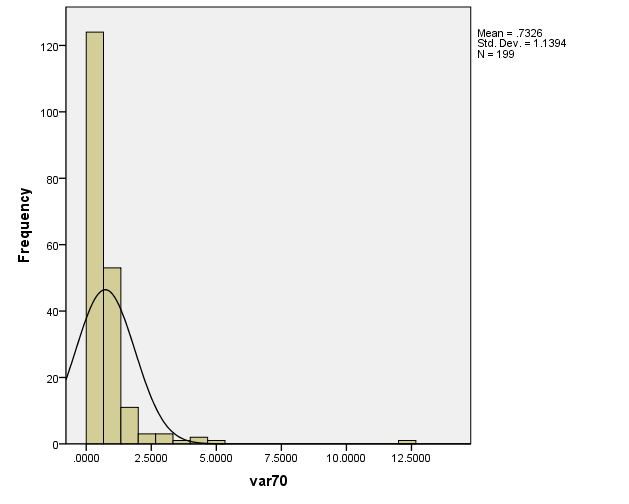 Mean = .7326
Std. Dev. = 1.1394
N = 199
120
100
80
60
40
20
0
Frequency
.0000 2.5000 5.0000 7.5000 10.0000 12.5000
var70